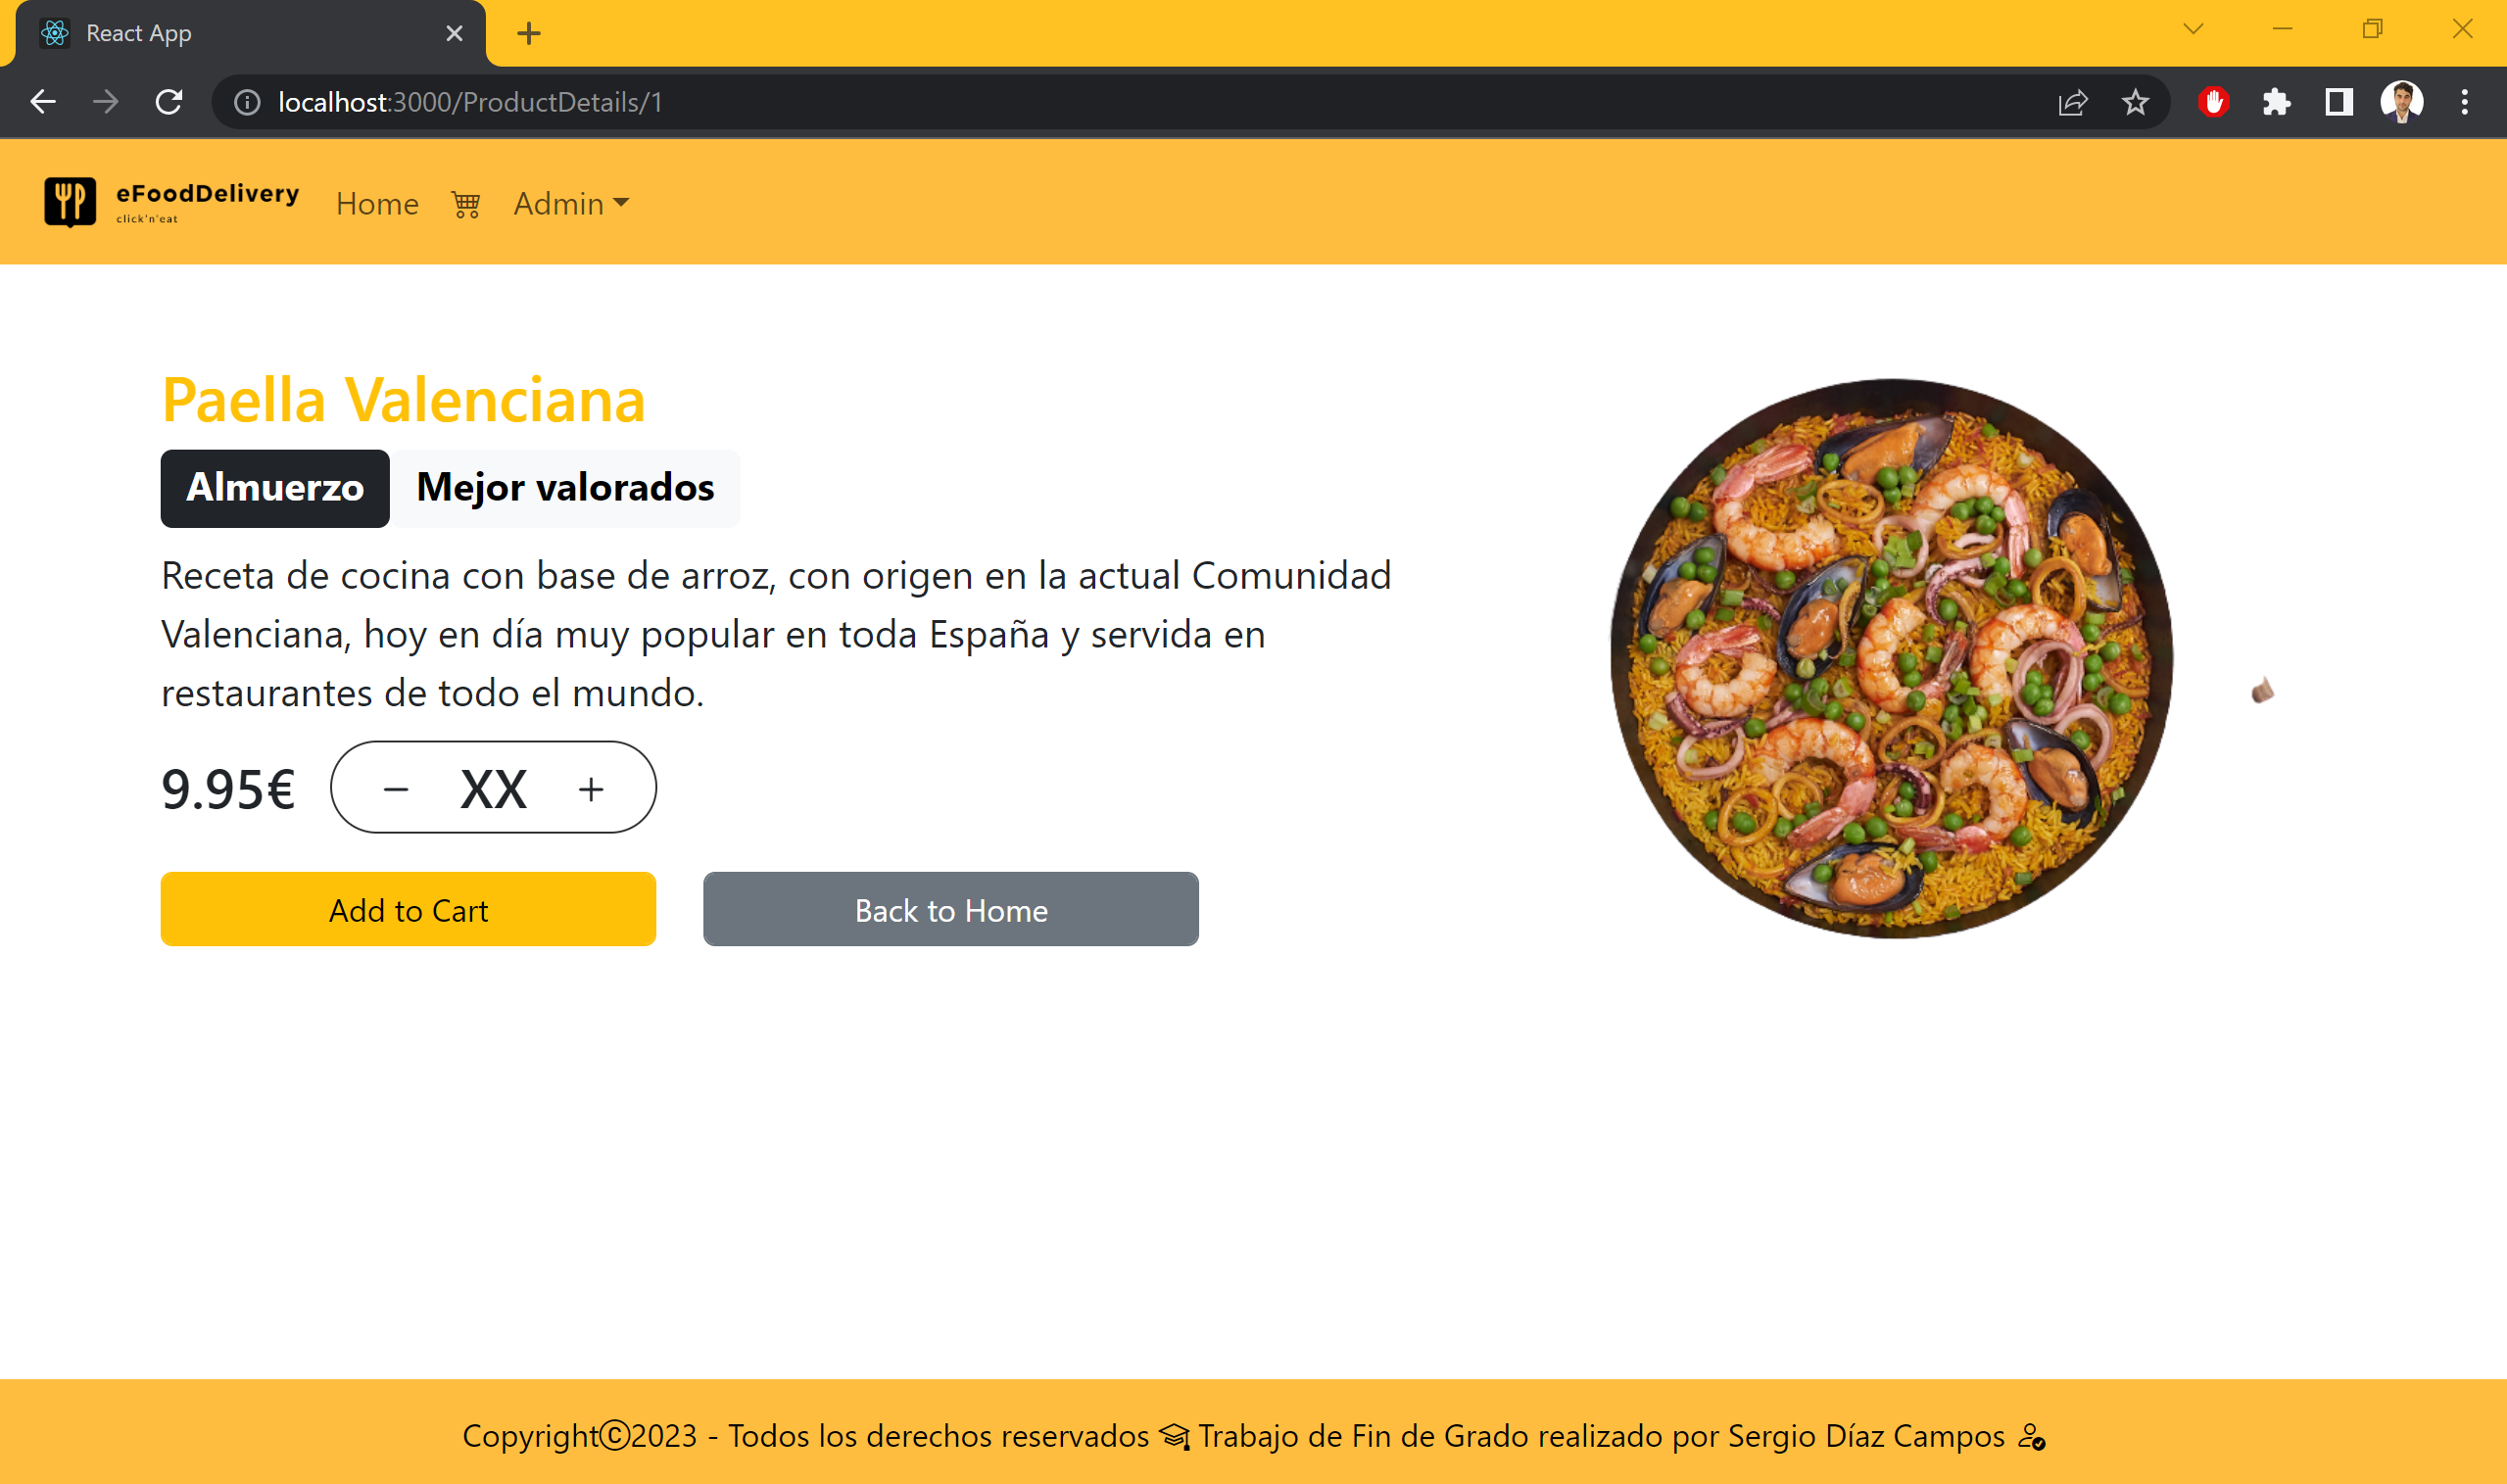 React App
localhost:3000/ProductDetails/1
eFoodDelivery
click'n'eat
Home
Admin
Paella Valenciana
Almuerzo
Mejor valorados
Receta de cocina con base de arroz, con origen en la actual Comunidad
Valenciana, hoy en día muy popular en toda España y servida en
restaurantes de todo el mundo.
9.95€ − XX +
Add to Cart
Back to Home
Copyright©2023 - Todos los derechos reservados Trabajo de Fin de Grado realizado por Sergio Díaz Campos